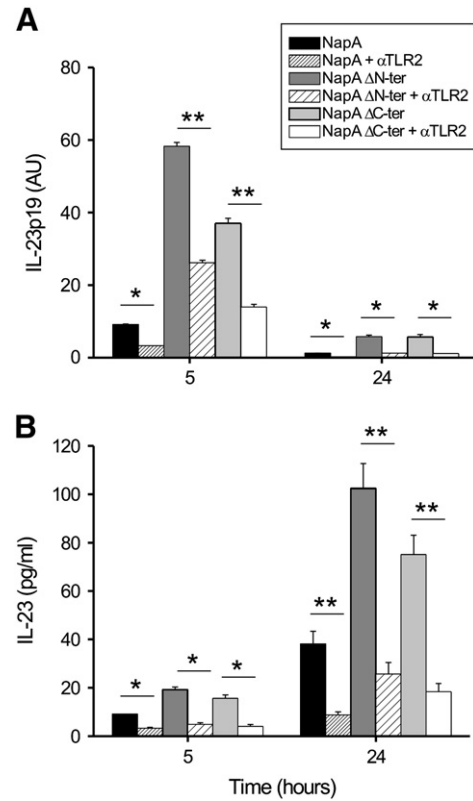 A
NapA
NapA + αTLR2
NapA ΔN-ter
NapA ΔN-ter + αTLR2
NapA ΔC-ter
NapA ΔC-ter + αTLR2
80
60
40
20
0
IL-23p19 (AU)
*
**
**
*
*
*
5
24
B
120
100
80
60
40
20
0
IL-23 (pg/ml)
*
*
*
**
**
**
5
24
Time (hours)